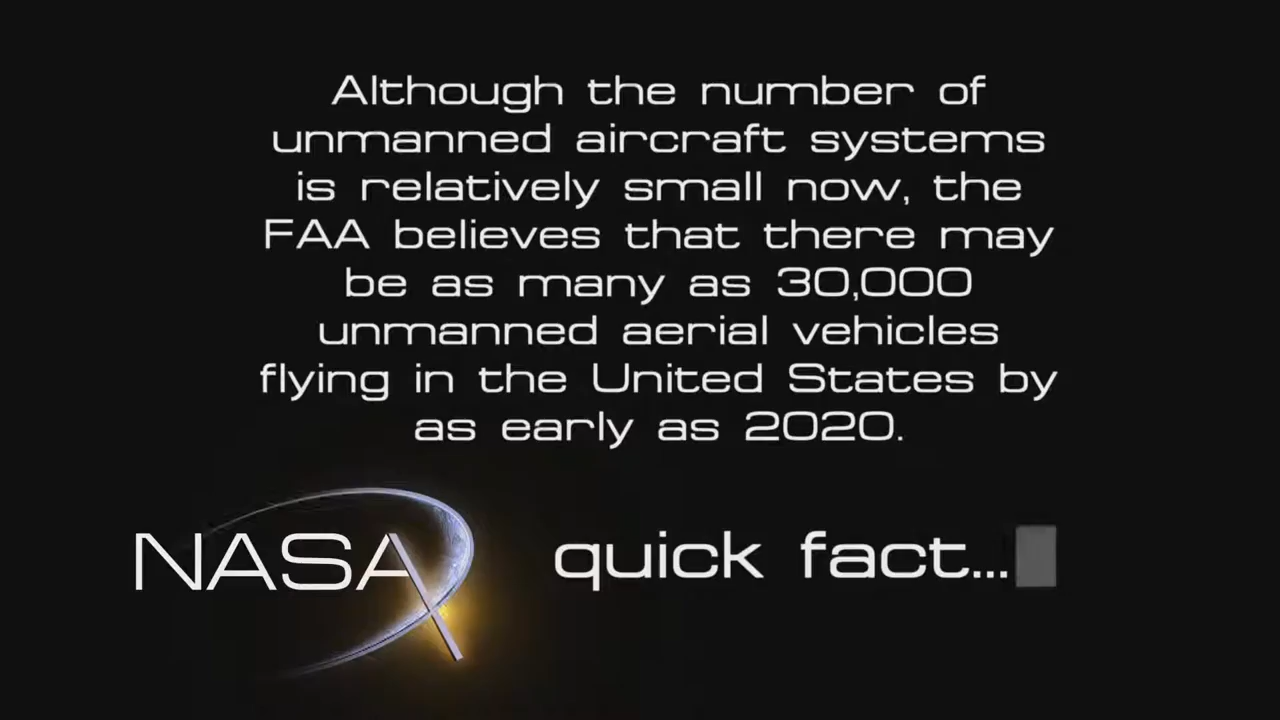 Although the number of
unmanned aircraft systems
is relatively small now, the
FAA believes that there may
be as many as 30,000
unmanned aerial vehicles
flying in the United States by
as early as 2020.
NASA quick fact...